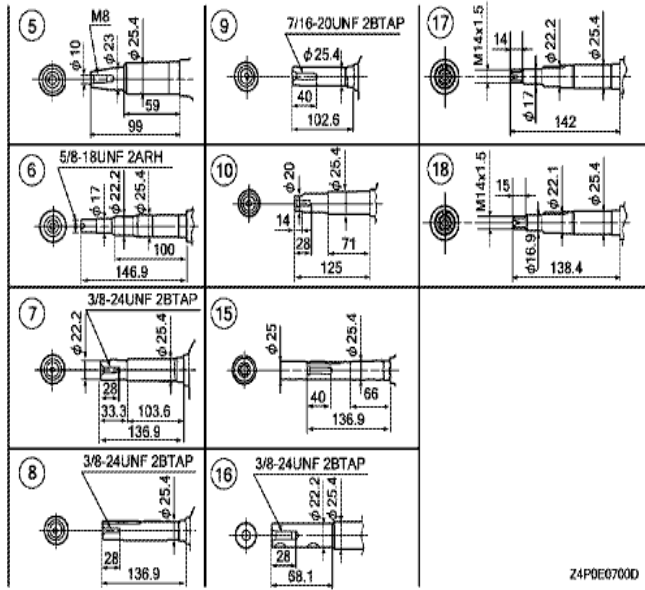 5
M8
φ10
φ23
φ25.4
59
99
6
5/8-18UNF 2ARH
φ17
φ22.2
φ25.4
100
146.9
7
3/8-24UNF 2BTAP
φ22.2
φ25.4
28
33.3
103.6
136.9
8
3/8-24UNF 2BTAP
φ25.4
28
136.9
9
7/16-20UNF 2BTAP
φ25.4
40
102.6
10
φ20
φ25.4
14
28
71
125
15
φ25
φ25.4
40
66
136.9
16
3/8-24UNF 2BTAP
φ22.2
φ25.4
28
68.1
17
M14x1.5
14
φ22.2
φ25.4
φ17
142
18
M14x1.5
15
φ22.1
φ25.4
φ16.9
138.4
Z4P0E0700D